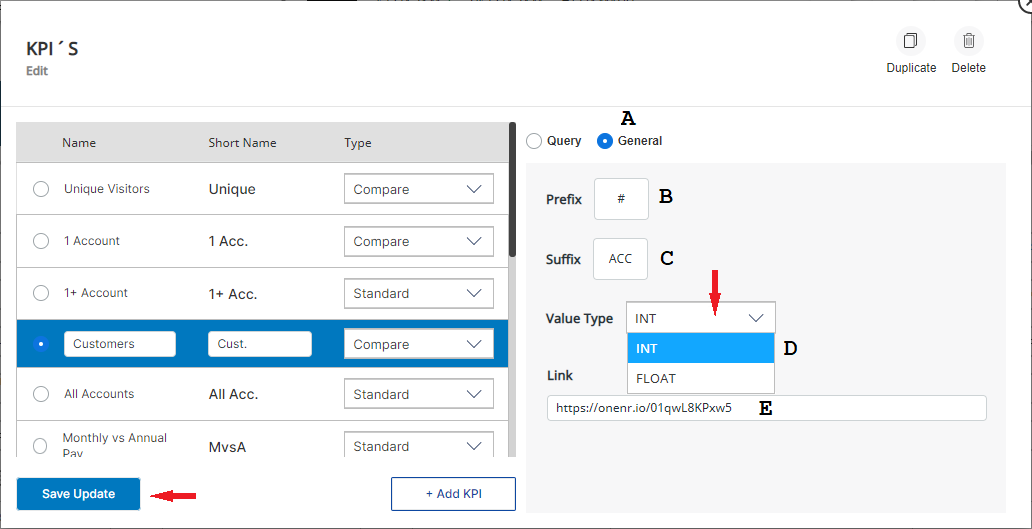 KPI´S
Edit
Duplicate
Delete
Name Short Name Type
Unique Visitors Unique Compare
1 Account 1 Acc. Compare
1+ Account 1+ Acc. Standard
Customers Cust. Compare
All Accounts All Acc. Standard
Monthly vs Annual
Pay MvsA Standard
Save Update
+ Add KPI
A
Query General
Prefix # B
Suffix ACC C
Value Type INT
INT D
FLOAT
Link
https://onenr.io/01qwL8KPxw5 E